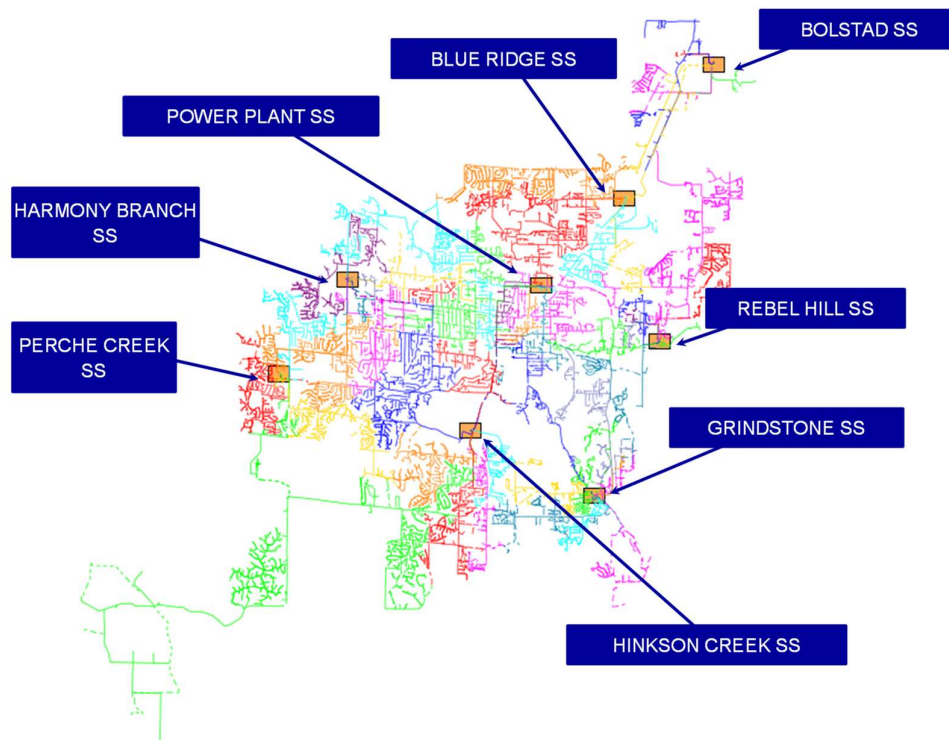 BOLSTAD SS
BLUE RIDGE SS
POWER PLANT SS
HARMONY BRANCH
SS
REBEL HILL SS
PERCHE CREEK
SS
GRINDSTONE SS
HINKSON CREEK SS